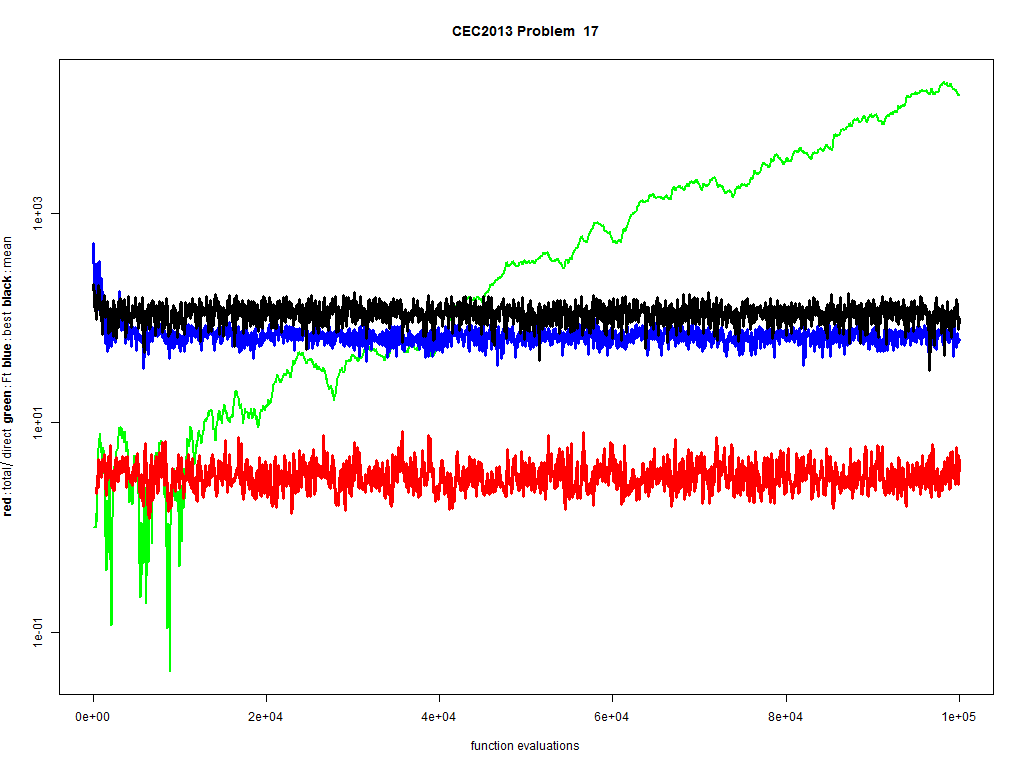 CEC2013 Problem 17
red : total/ direct green : Ft blue : best black : mean
1e+03
1e+01
1e-01
0e+00 2e+04 4e+04 6e+04 8e+04 1e+05
function evaluations